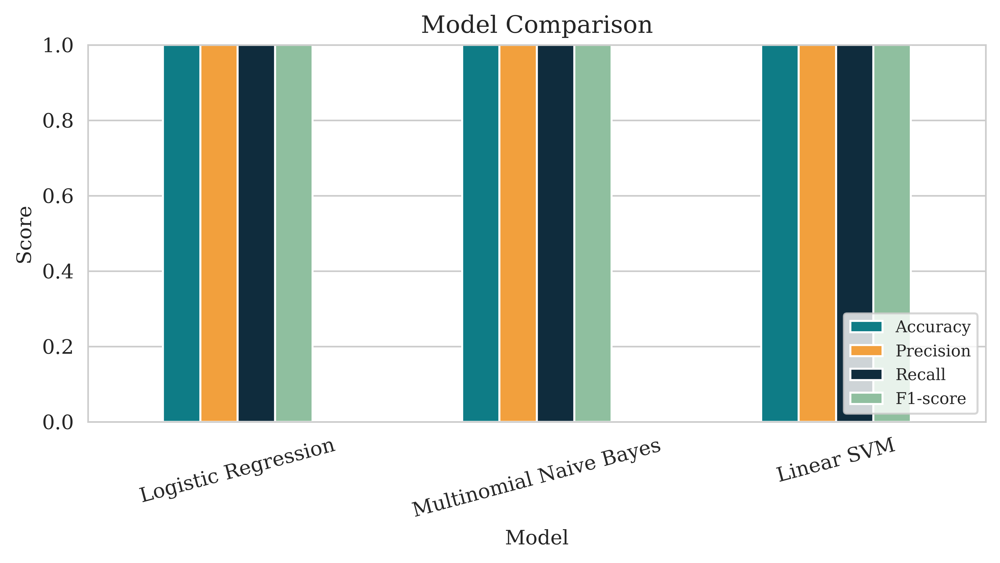 Model Comparison
1.0
0.8
0.6
0.4
0.2
0.0
Score
Accuracy
Precision
Recall
F1-score
Logistic Regression
Multinomial Naive Bayes
Linear SVM
Model